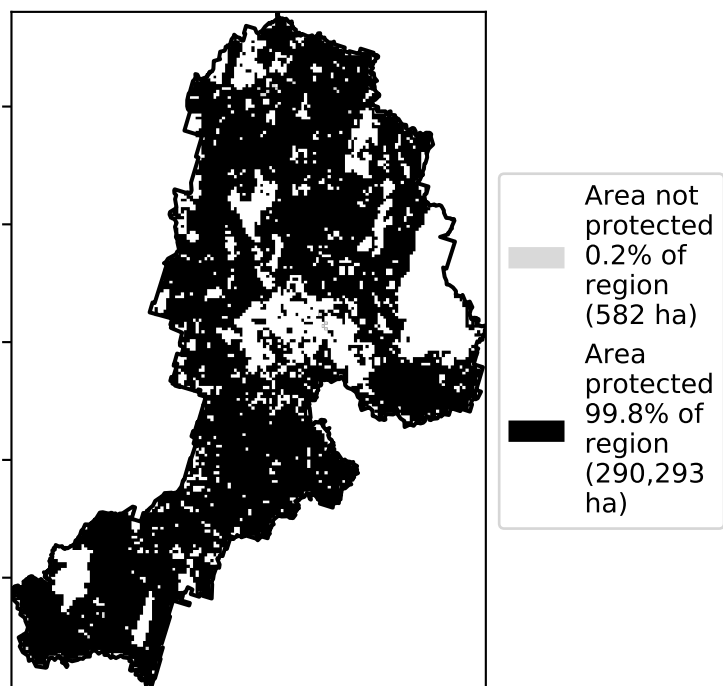 Area not
protected
0.2% of
region
(582 ha)
Area
protected
99.8% of
region
(290,293
ha)